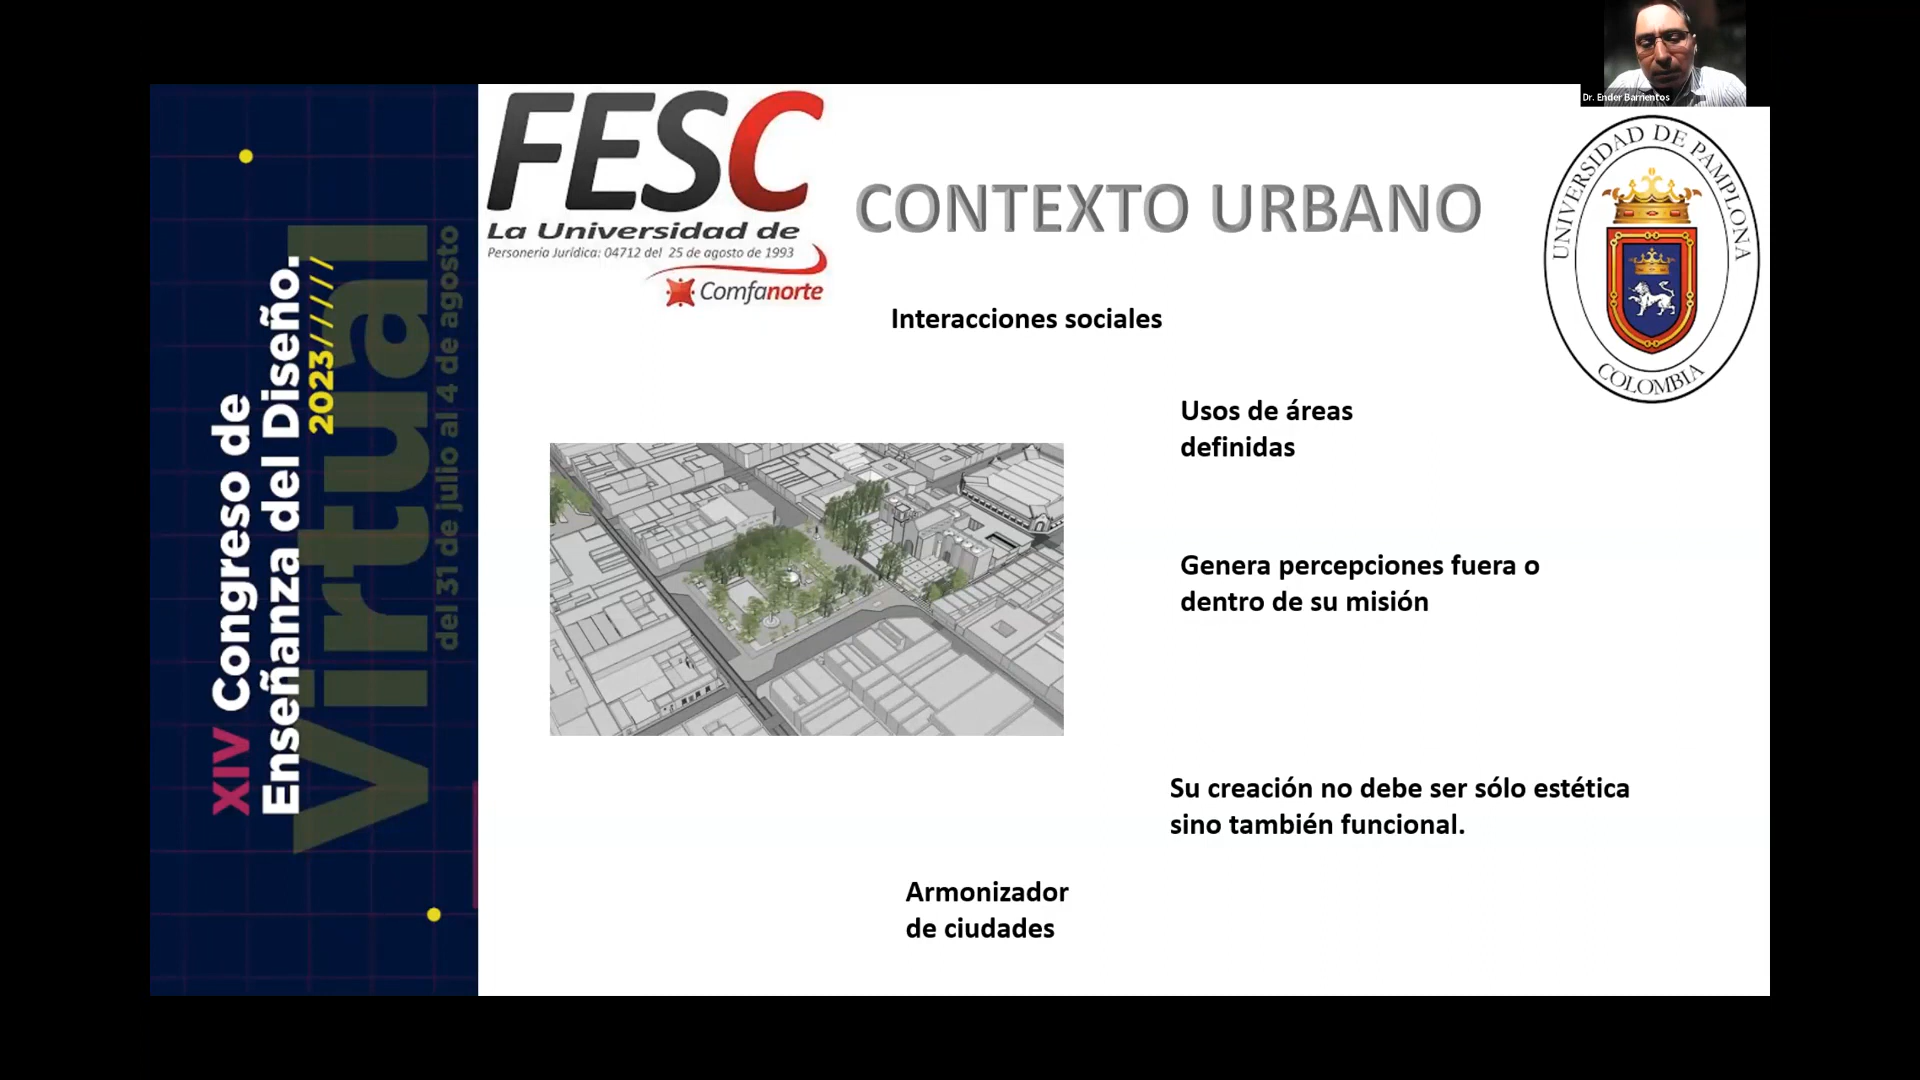 Dr. Ender Barrientos
XIV Congreso de
Enseñanza del Diseño.
2023//////
Virtual
del 31 de julio al 4 de agosto
FESC
La Universidad de
Personería Jurídica: 04712 del 25 de agosto de 1993
Comfanorte
CONTEXTO URBANO
UNIVERSIDAD DE PAMPLONA
COLOMBIA
Interacciones sociales
Usos de áreas
definidas
Genera percepciones fuera o
dentro de su misión
Su creación no debe ser sólo estética
sino también funcional.
Armonizador
de ciudades